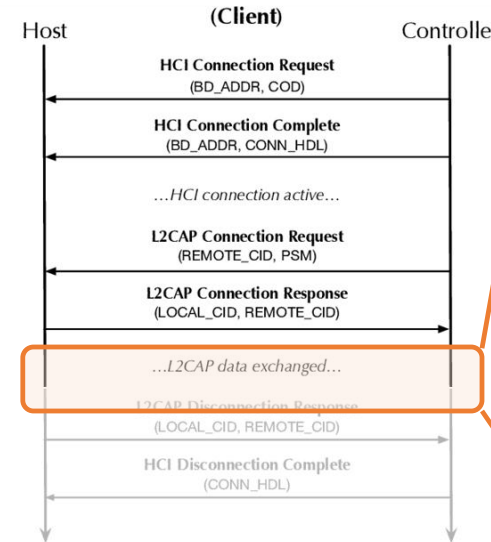 (Client)
Host Controlle
HCI Connection Request
(BD_ADDR, COD)
HCI Connection Complete
(BD_ADDR, CONN_HDL)
...HCI connection active...
L2CAP Connection Request
(REMOTE_CID, PSM)
L2CAP Connection Response
(LOCAL_CID, REMOTE_CID)
...L2CAP data exchanged...
L2CAP Disconnection Response
(LOCAL_CID, REMOTE_CID)
HCI Disconnection Complete
(CONN_HDL)